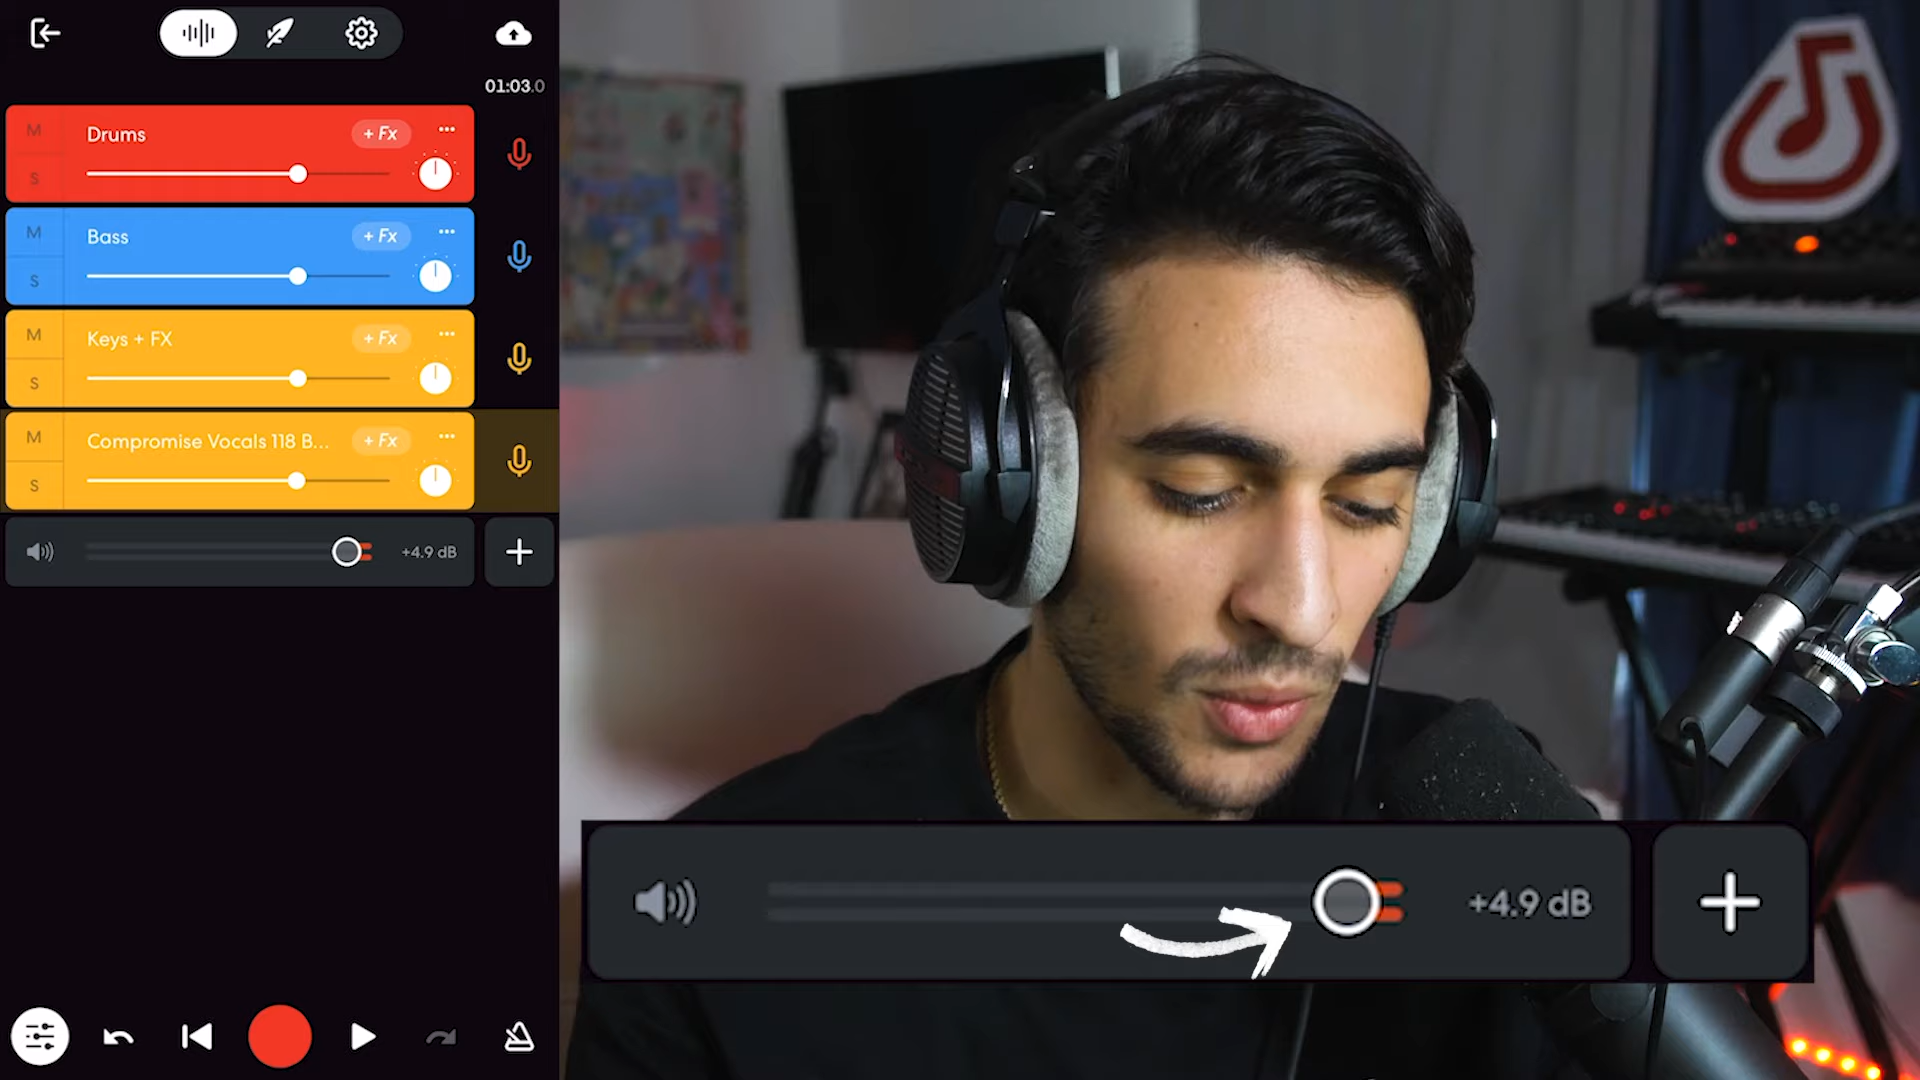 01:03.0
M
Drums
+ Fx
S
M
Bass
+ Fx
S
M
Keys + FX
+ Fx
S
M
Compromise Vocals 118 B...
+ Fx
S
+4.9 dB
+4.9 dB